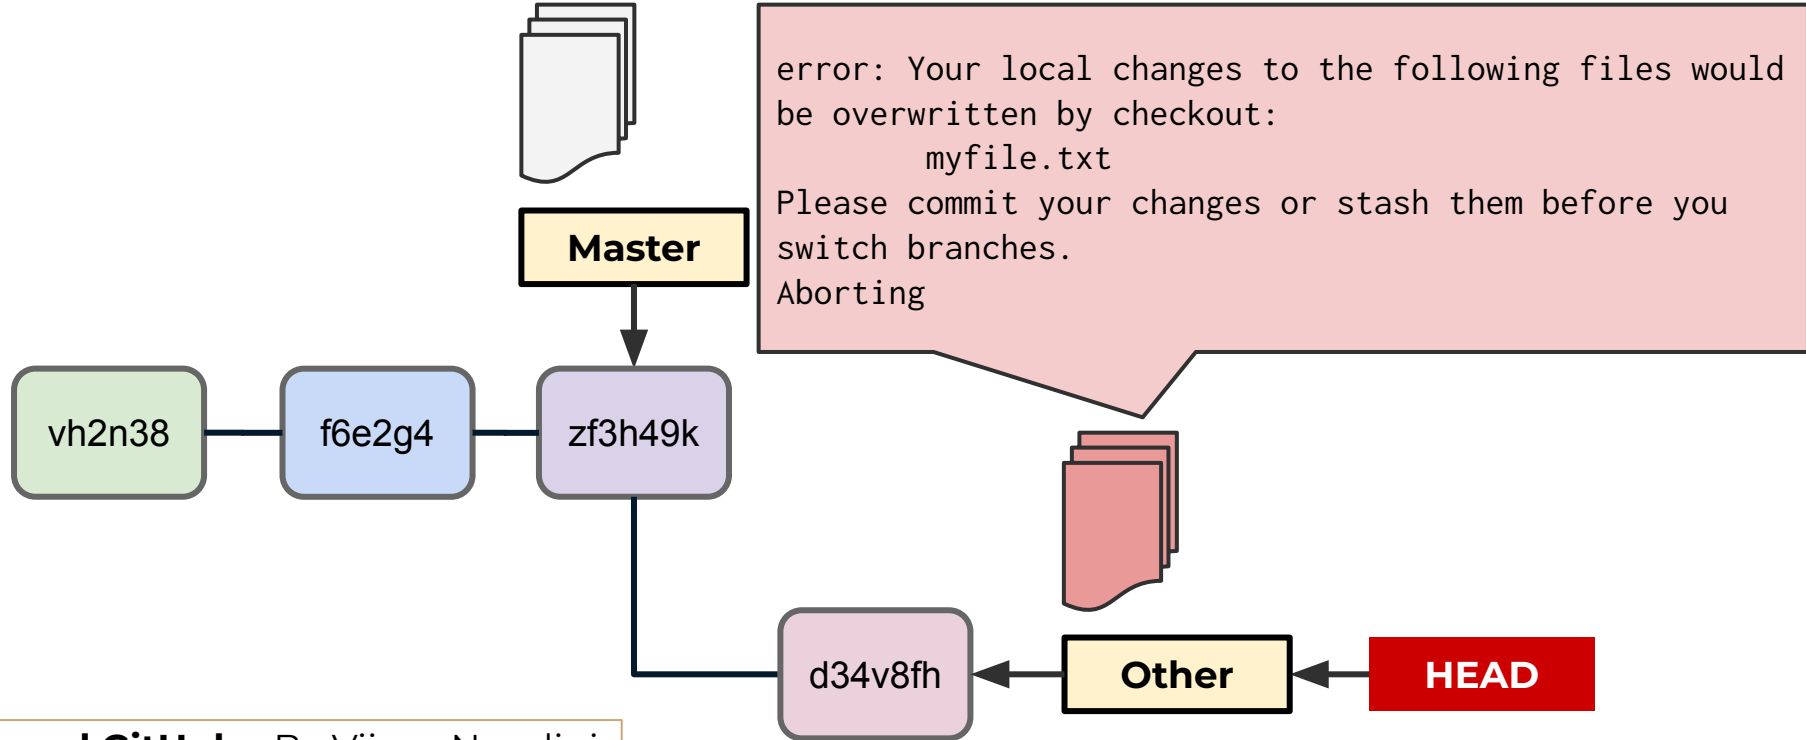 error: Your local changes to the following files would
be overwritten by checkout:
myfile.txt
Please commit your changes or stash them before you
switch branches.
Aborting
Master
vh2n38
f6e2g4
zf3h49k
d34v8fh
Other
HEAD
GitHub